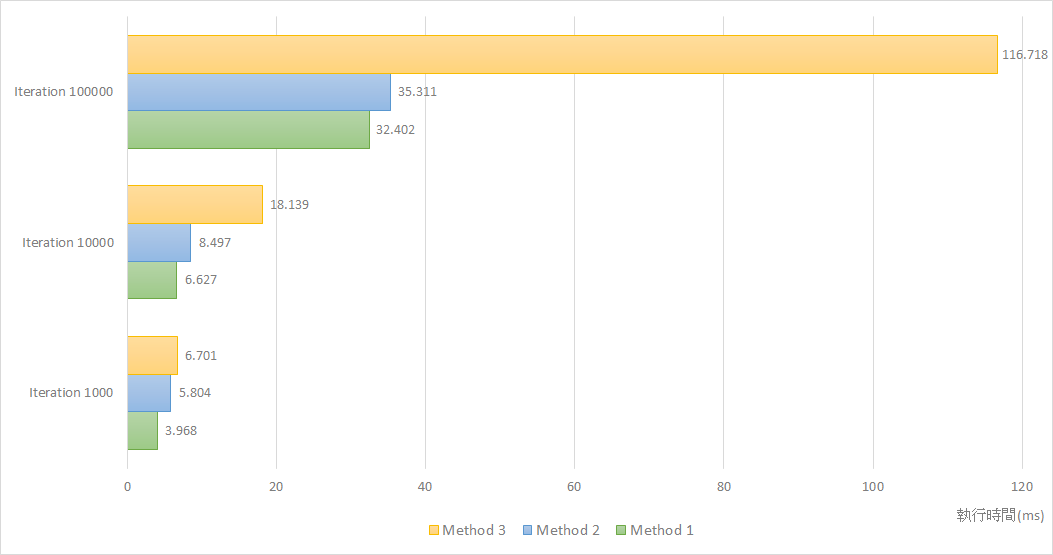 116.718
Iteration 100000
35.311
32.402
18.139
Iteration 10000
8.497
6.627
6.701
Iteration 1000
5.804
3.968
0 20 40 60 80 100 120
執行時間(ms)
Method 3 Method 2 Method 1